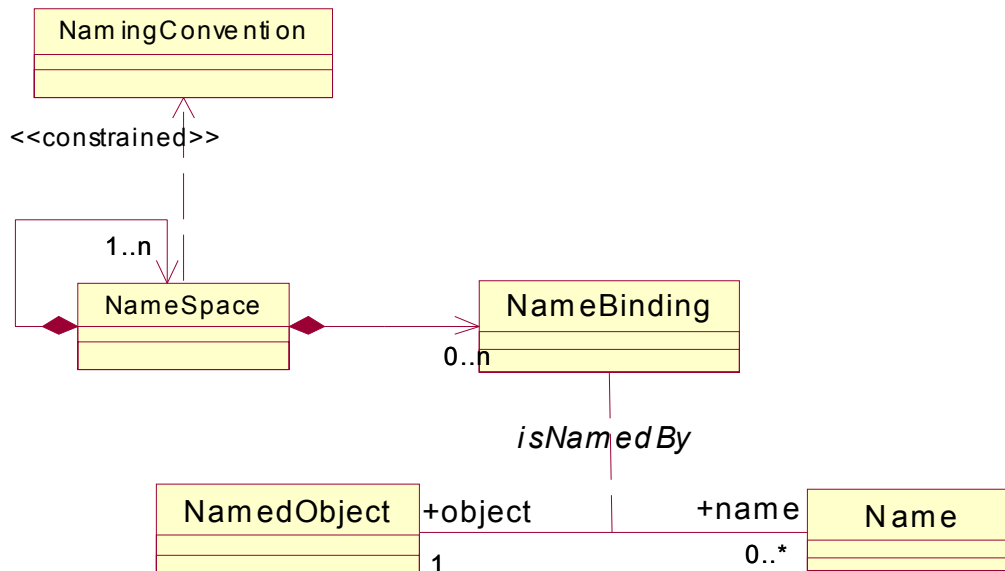 NamingConvention
<<constrained>>
1..n
NameSpace
NameBinding
0..n
isNamedBy
NamedObject
+object
+name
Name
1
0..*